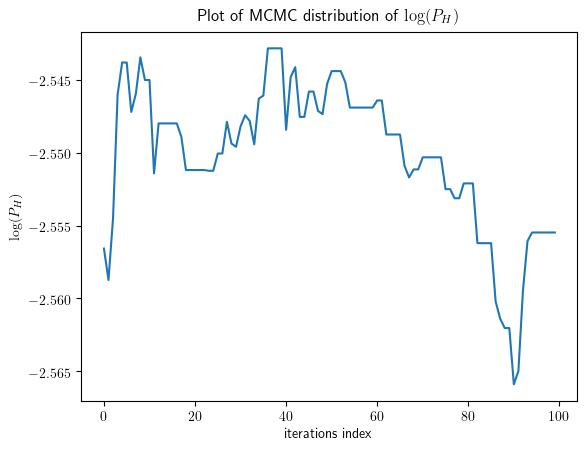 Plot of MCMC distribution of log(P_H)
log(P_H)
−2.545
−2.550
−2.555
−2.560
−2.565
0 20 40 60 80 100
iterations index